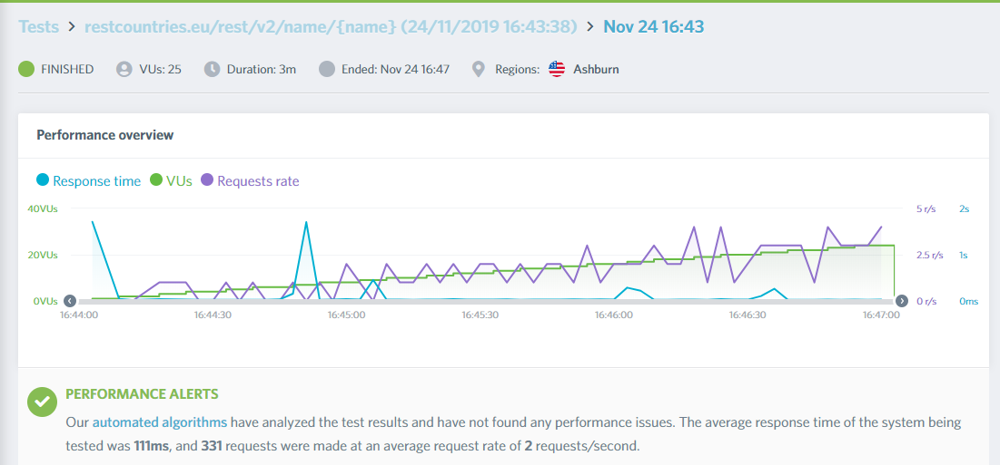 Tests > restcountries.eu/rest/v2/name/{name} (24/11/2019 16:43:38) > Nov 24 16:43
FINISHED VUs: 25 Duration: 3m Ended: Nov 24 16:47 Regions: Ashburn
Performance overview
Response time VUs Requests rate
40VUs 5 r/s 2s
20VUs 2.5 r/s 1s
0VUs 0 r/s 0ms
16:44:00 16:44:30 16:45:00 16:45:30 16:46:00 16:46:30 16:47:00
PERFORMANCE ALERTS
Our automated algorithms have analyzed the test results and have not found any performance issues. The average response time of the system being
tested was 111ms, and 331 requests were made at an average request rate of 2 requests/second.